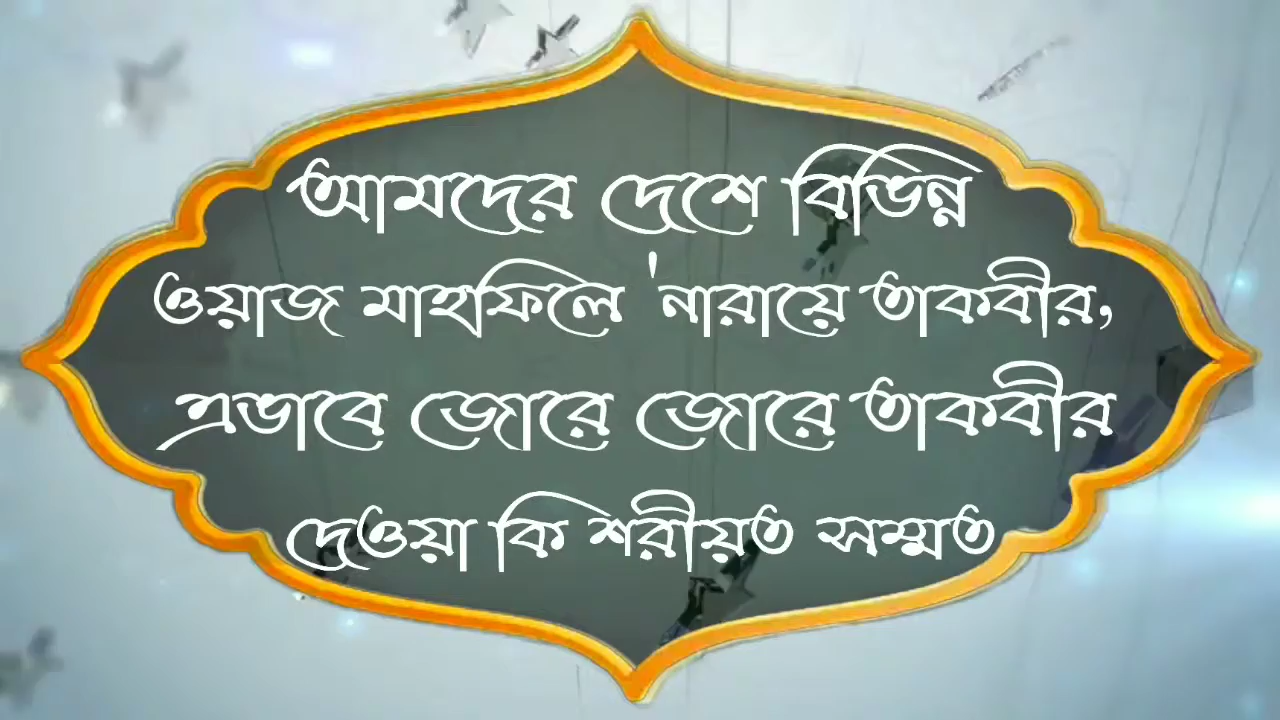 আমদের দেশে বিভিন্ন
ওয়াজ মাহফিলে 'নারায়ে তাকবীর,
এভাবে জোরে জোরে তাকবীর
দেওয়া কি শরীয়ত সম্মত